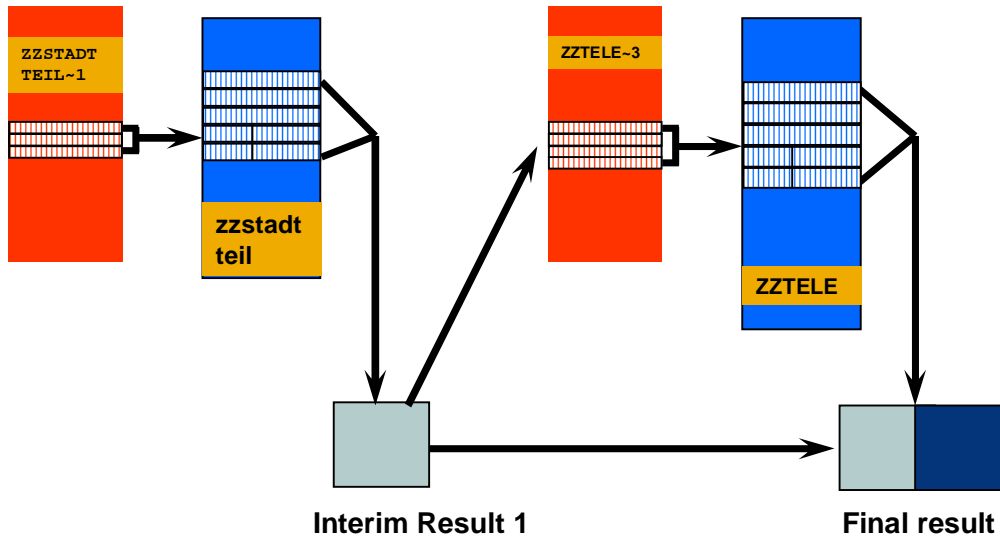 ZZSTADT
TEIL~1
zzstadt
teil
ZZTELE~3
ZZTELE
Interim Result 1
Final result